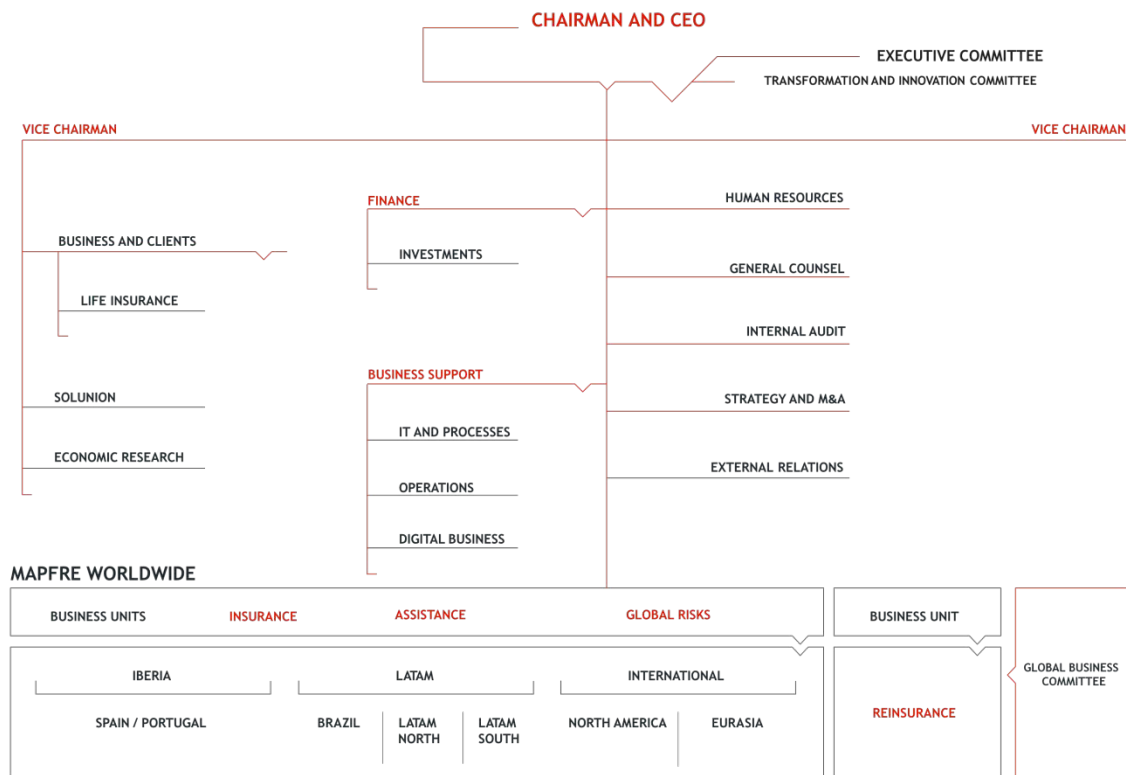 CHAIRMAN AND CEO
EXECUTIVE COMMITTEE
TRANSFORMATION AND INNOVATION COMMITTEE
VICE CHAIRMAN
VICE CHAIRMAN
FINANCE
HUMAN RESOURCES
BUSINESS AND CLIENTS
INVESTMENTS
GENERAL COUNSEL
LIFE INSURANCE
INTERNAL AUDIT
BUSINESS SUPPORT
SOLUNION
STRATEGY AND M&A
IT AND PROCESSES
ECONOMIC RESEARCH
EXTERNAL RELATIONS
OPERATIONS
DIGITAL BUSINESS
MAPFRE WORLDWIDE
BUSINESS UNITS
INSURANCE
ASSISTANCE
GLOBAL RISKS
BUSINESS UNIT
IBERIA
LATAM
INTERNATIONAL
GLOBAL BUSINESS
COMMITTEE
SPAIN / PORTUGAL
BRAZIL
LATAM
NORTH
LATAM
SOUTH
NORTH AMERICA
EURASIA
REINSURANCE